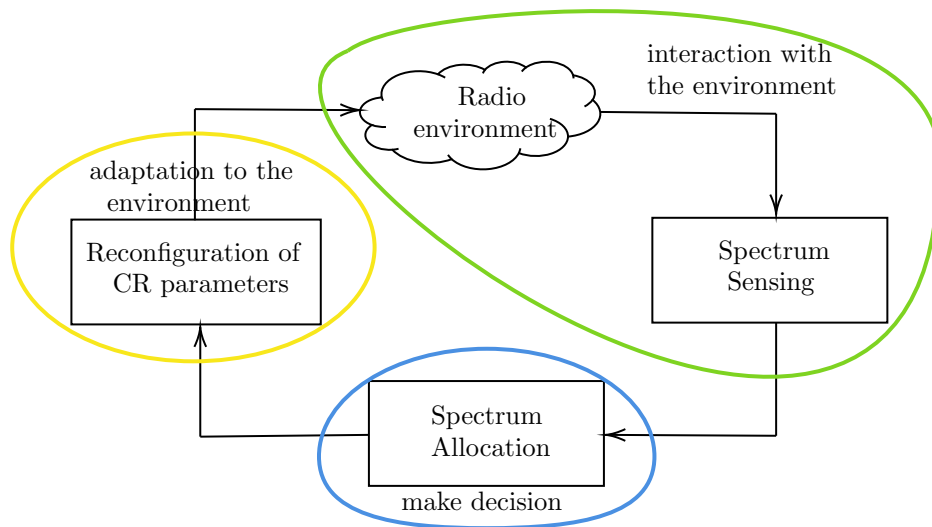 interaction with
the environment
Radio
environment
adaptation to the
environment
Reconfiguration of
CR parameters
Spectrum
Sensing
Spectrum
Allocation
make decision